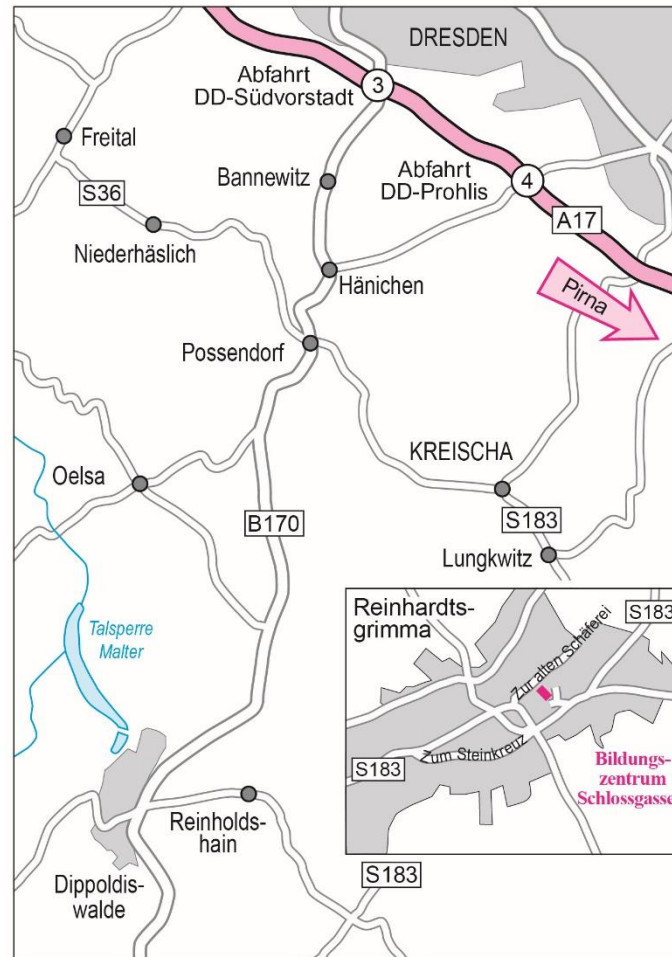 DRESDEN
Abfahrt
DD-Südvorstadt
3
Freital
Bannewitz
Abfahrt
DD-Prohlis
4
S36
A17
Niederhäslich
Hänichen
Pirna
Possendorf
KREISCHA
Oelsa
S183
B170
Lungkwitz
Reinhardts-
grimma
S183
Zur alten Schäferei
Talsperre
Malter
Zum Steinkreuz
S183
Bildungs-
zentrum
Schlossgasse
Reinholds-
hain
Dippoldis-
walde
S183